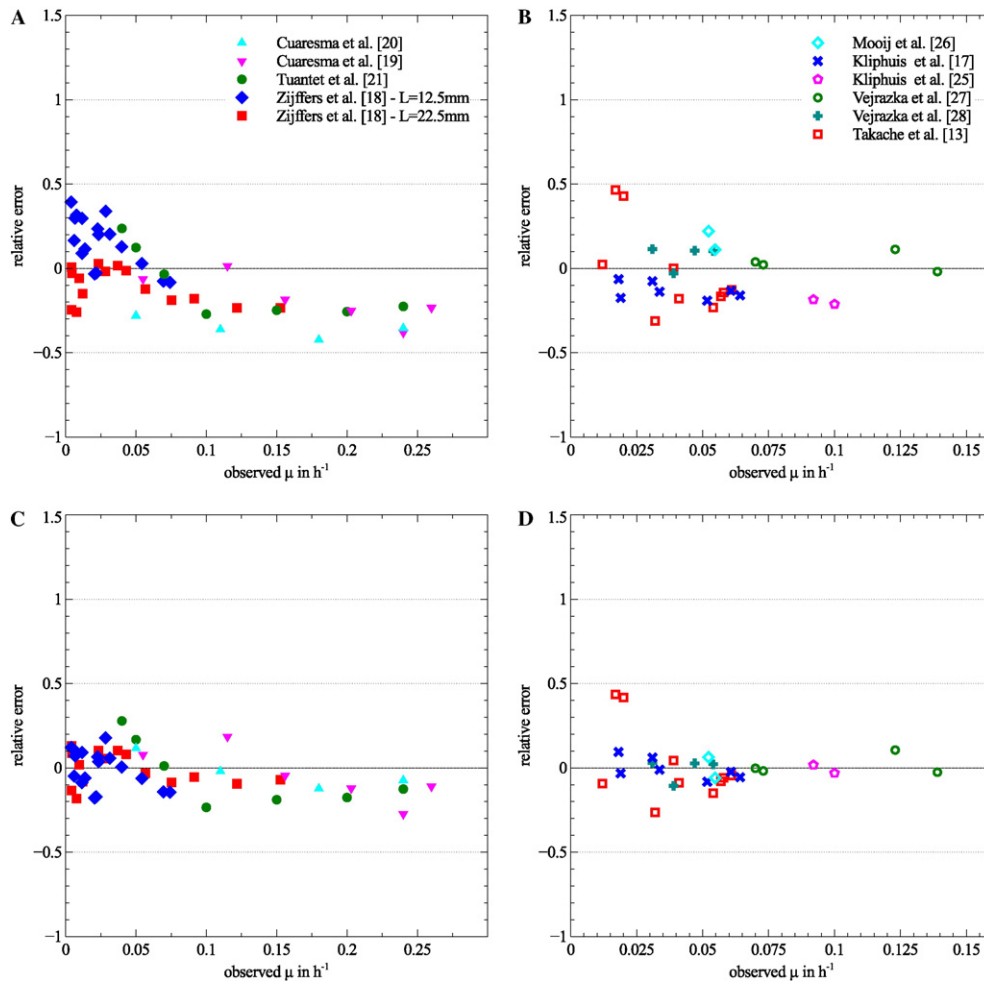 A
1.5
1
0.5
0
−0.5
−1
relative error
Cuaresma et al. [20]
Cuaresma et al. [19]
Tuantet et al. [21]
Zijffers et al. [18] - L=12.5mm
Zijffers et al. [18] - L=22.5mm
0 0.05 0.1 0.15 0.2 0.25
observed μ in h-1
B
1.5
1
0.5
0
−0.5
−1
relative error
Mooij et al. [26]
Kliphuis et al. [17]
Kliphuis et al. [25]
Vejrazka et al. [27]
Vejrazka et al. [28]
Takache et al. [13]
0 0.025 0.05 0.075 0.1 0.125 0.15
observed μ in h-1
C
1.5
1
0.5
0
−0.5
−1
relative error
0 0.05 0.1 0.15 0.2 0.25
observed μ in h-1
D
1.5
1
0.5
0
−0.5
−1
relative error
0 0.025 0.05 0.075 0.1 0.125 0.15
observed μ in h-1